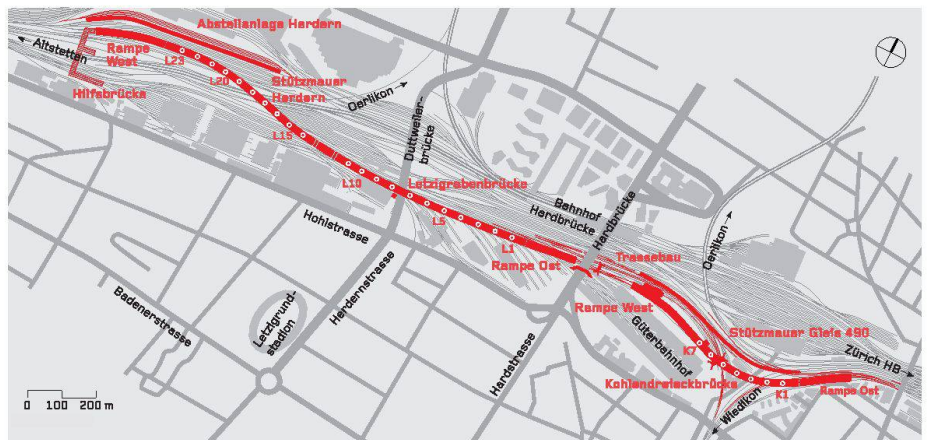 Abstellanlage Hardern
Altstetten
Rampe
West
L23
L20
Stützmauer
Herdern
Hilfsbrücke
Oerlikon
L15
Duttweiler-
brücke
L10
Letzigrabenbrücke
L5
L1
Bahnhof
Hardbrücke
Hardbrücke
Hohlstrasse
Rampe Ost
Trassebau
Oerlikon
Rampe West
Badenerstrasse
Letzigrund-
stadion
Herdernstrasse
Hardstrasse
Güterbahnhof
Stützmauer Gleis 490
K7
Zürich HB
Kohlendreieckbrücke
K1
Rampe Ost
Wiedikon
0 100 200 m